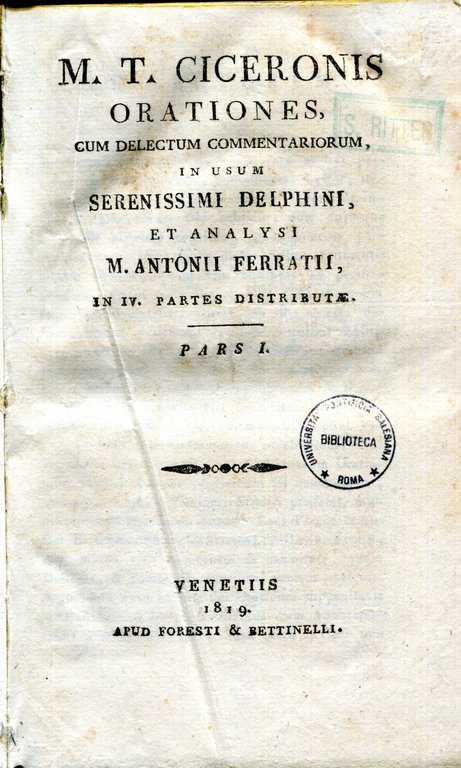 M. T. CICERONIS
ORATIONES,
CUM DELECTUM COMMENTARIORUM,
IN USUM
SERENISSIMI DELPHINI,
ET ANALYSI
M. ANTONII FERRATII,
IN IV. PARTES DISTRIBUTÆ.
PARS I.
UNIVERSITÀ PONTIFICIA SALESIANA
BIBLIOTECA
ROMA
VENETIIS
1819.
APUD FORESTI & BETTINELLI.